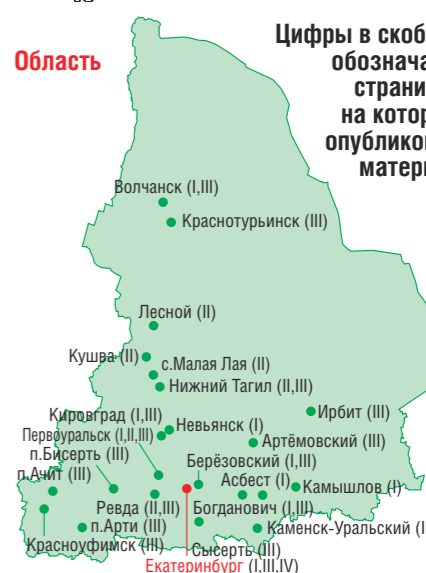 Область
Цифры в скоб
обознача
страни
на котор
опубликов
матери
Волчанск (I,III)
Краснотурьинск (III)
Лесной (II)
Кушва (II)
с.Малая Лая (II)
Нижний Тагил (II,III)
Ирбит (III)
Кировград (I,III)
Невьянск (I)
Первоуральск (I,II,III)
Артёмовский (III)
п.Бисерть (III)
Берёзовский (I,III)
п.Ачит (III)
Асбест (I)
Камышлов (I)
Ревда (II,III)
Богданович (I,III)
п.Арти (III)
Каменск-Уральский (I
Красноуфимск (III)
Сысерть (III)
Екатеринбург (I,III,IV)